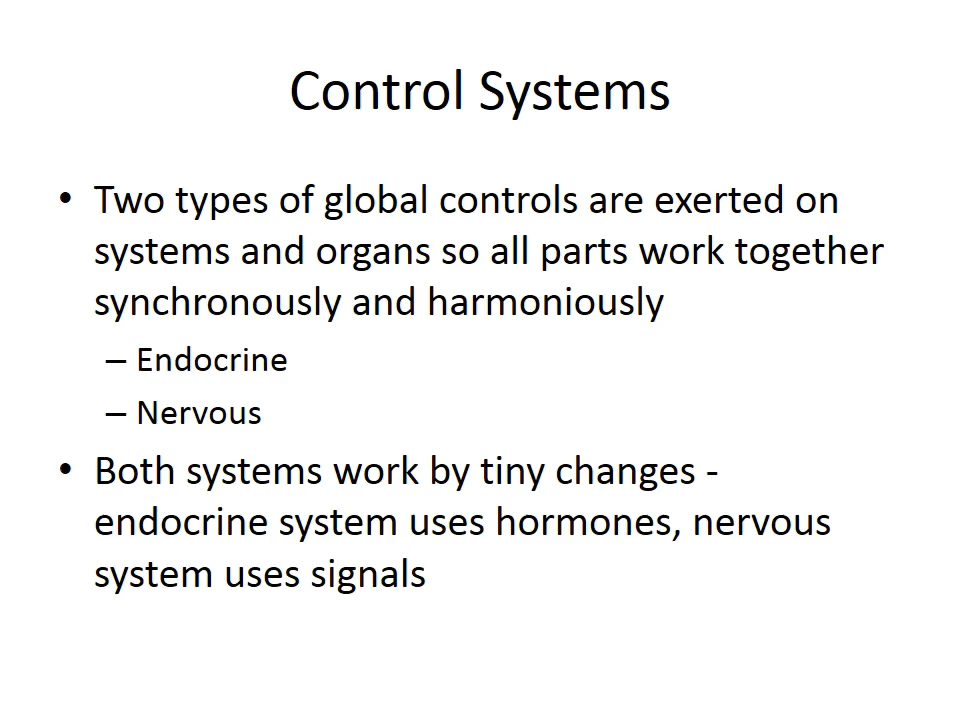 Control Systems
• Two types of global controls are exerted on
systems and organs so all parts work together
synchronously and harmoniously
– Endocrine
– Nervous
• Both systems work by tiny changes -
endocrine system uses hormones, nervous
system uses signals